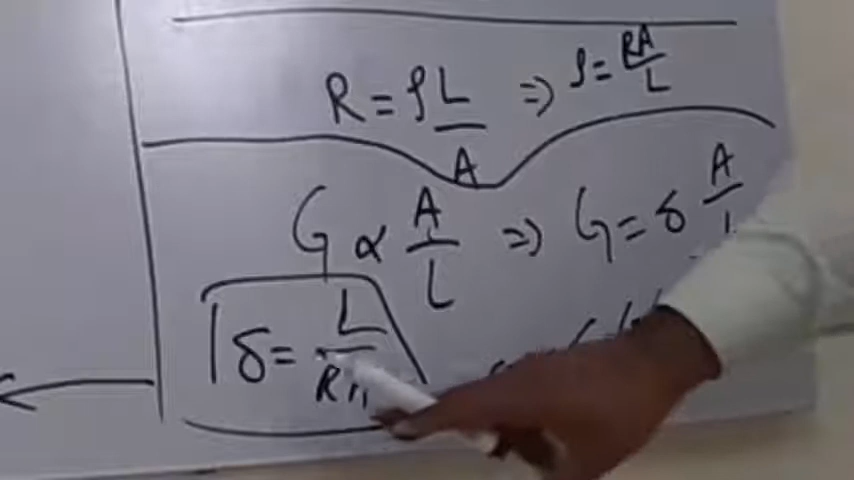 R = ρ L/A ⇒ ρ = RA/L
G ∝ A/L ⇒ G = δ A/L
δ = L/RA